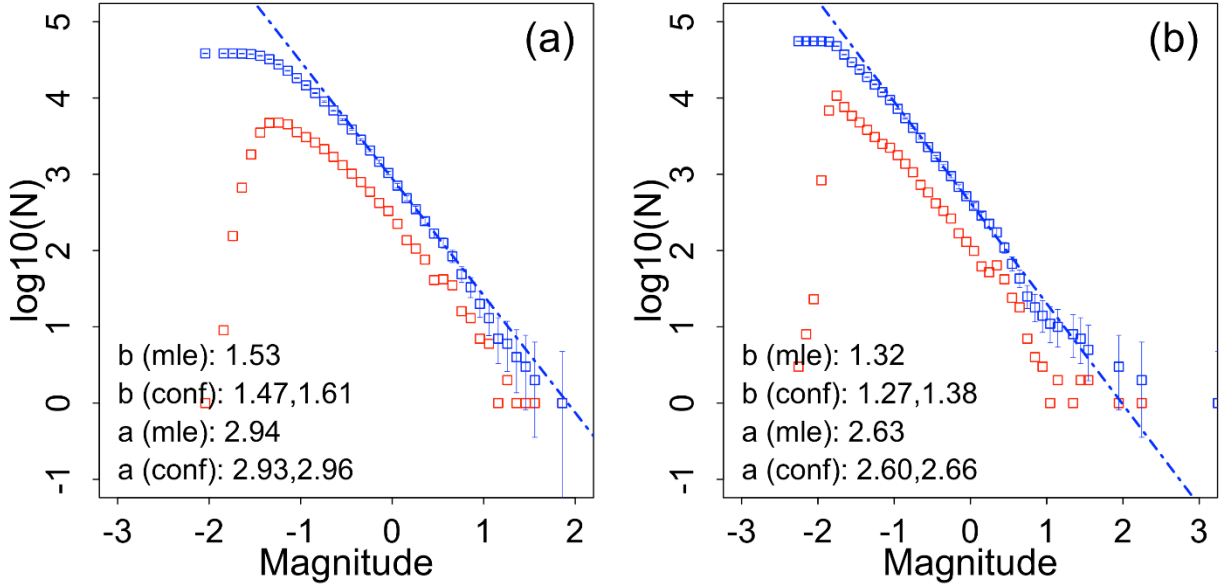 (a)
log10(N)
5
4
3
2
1
0
-1
b (mle): 1.53
b (conf): 1.47,1.61
a (mle): 2.94
a (conf): 2.93,2.96
-3 -2 -1 0 1 2
Magnitude
(b)
log10(N)
5
4
3
2
1
0
-1
b (mle): 1.32
b (conf): 1.27,1.38
a (mle): 2.63
a (conf): 2.60,2.66
-3 -2 -1 0 1 2 3
Magnitude